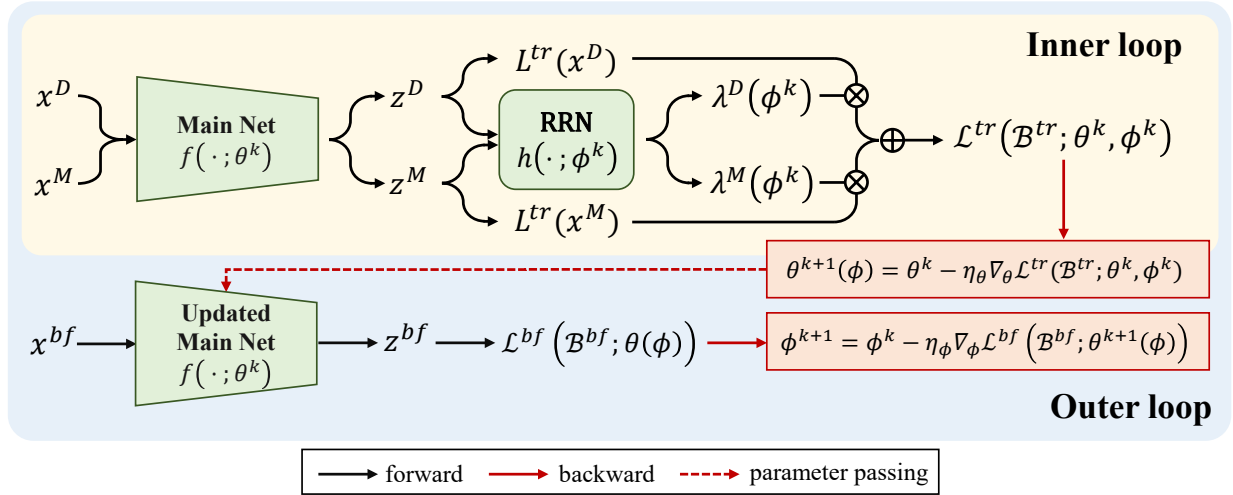 Inner loop
x^D
x^M
Main Net
f(·;θ^k)
z^D
z^M
L^{tr}(x^D)
RRN
h(·;ϕ^k)
L^{tr}(x^M)
λ^D(ϕ^k)
λ^M(ϕ^k)
ℒ^{tr}(ℬ^{tr};θ^k,ϕ^k)
θ^{k+1}(ϕ) = θ^k − η_θ∇_θℒ^{tr}(ℬ^{tr};θ^k,ϕ^k)
x^{bf}
Updated
Main Net
f(·;θ^k)
z^{bf}
ℒ^{bf}(ℬ^{bf};θ(ϕ))
ϕ^{k+1} = ϕ^k − η_ϕ∇_ϕℒ^{bf}(ℬ^{bf};θ^{k+1}(ϕ))
Outer loop
forward
backward
parameter passing